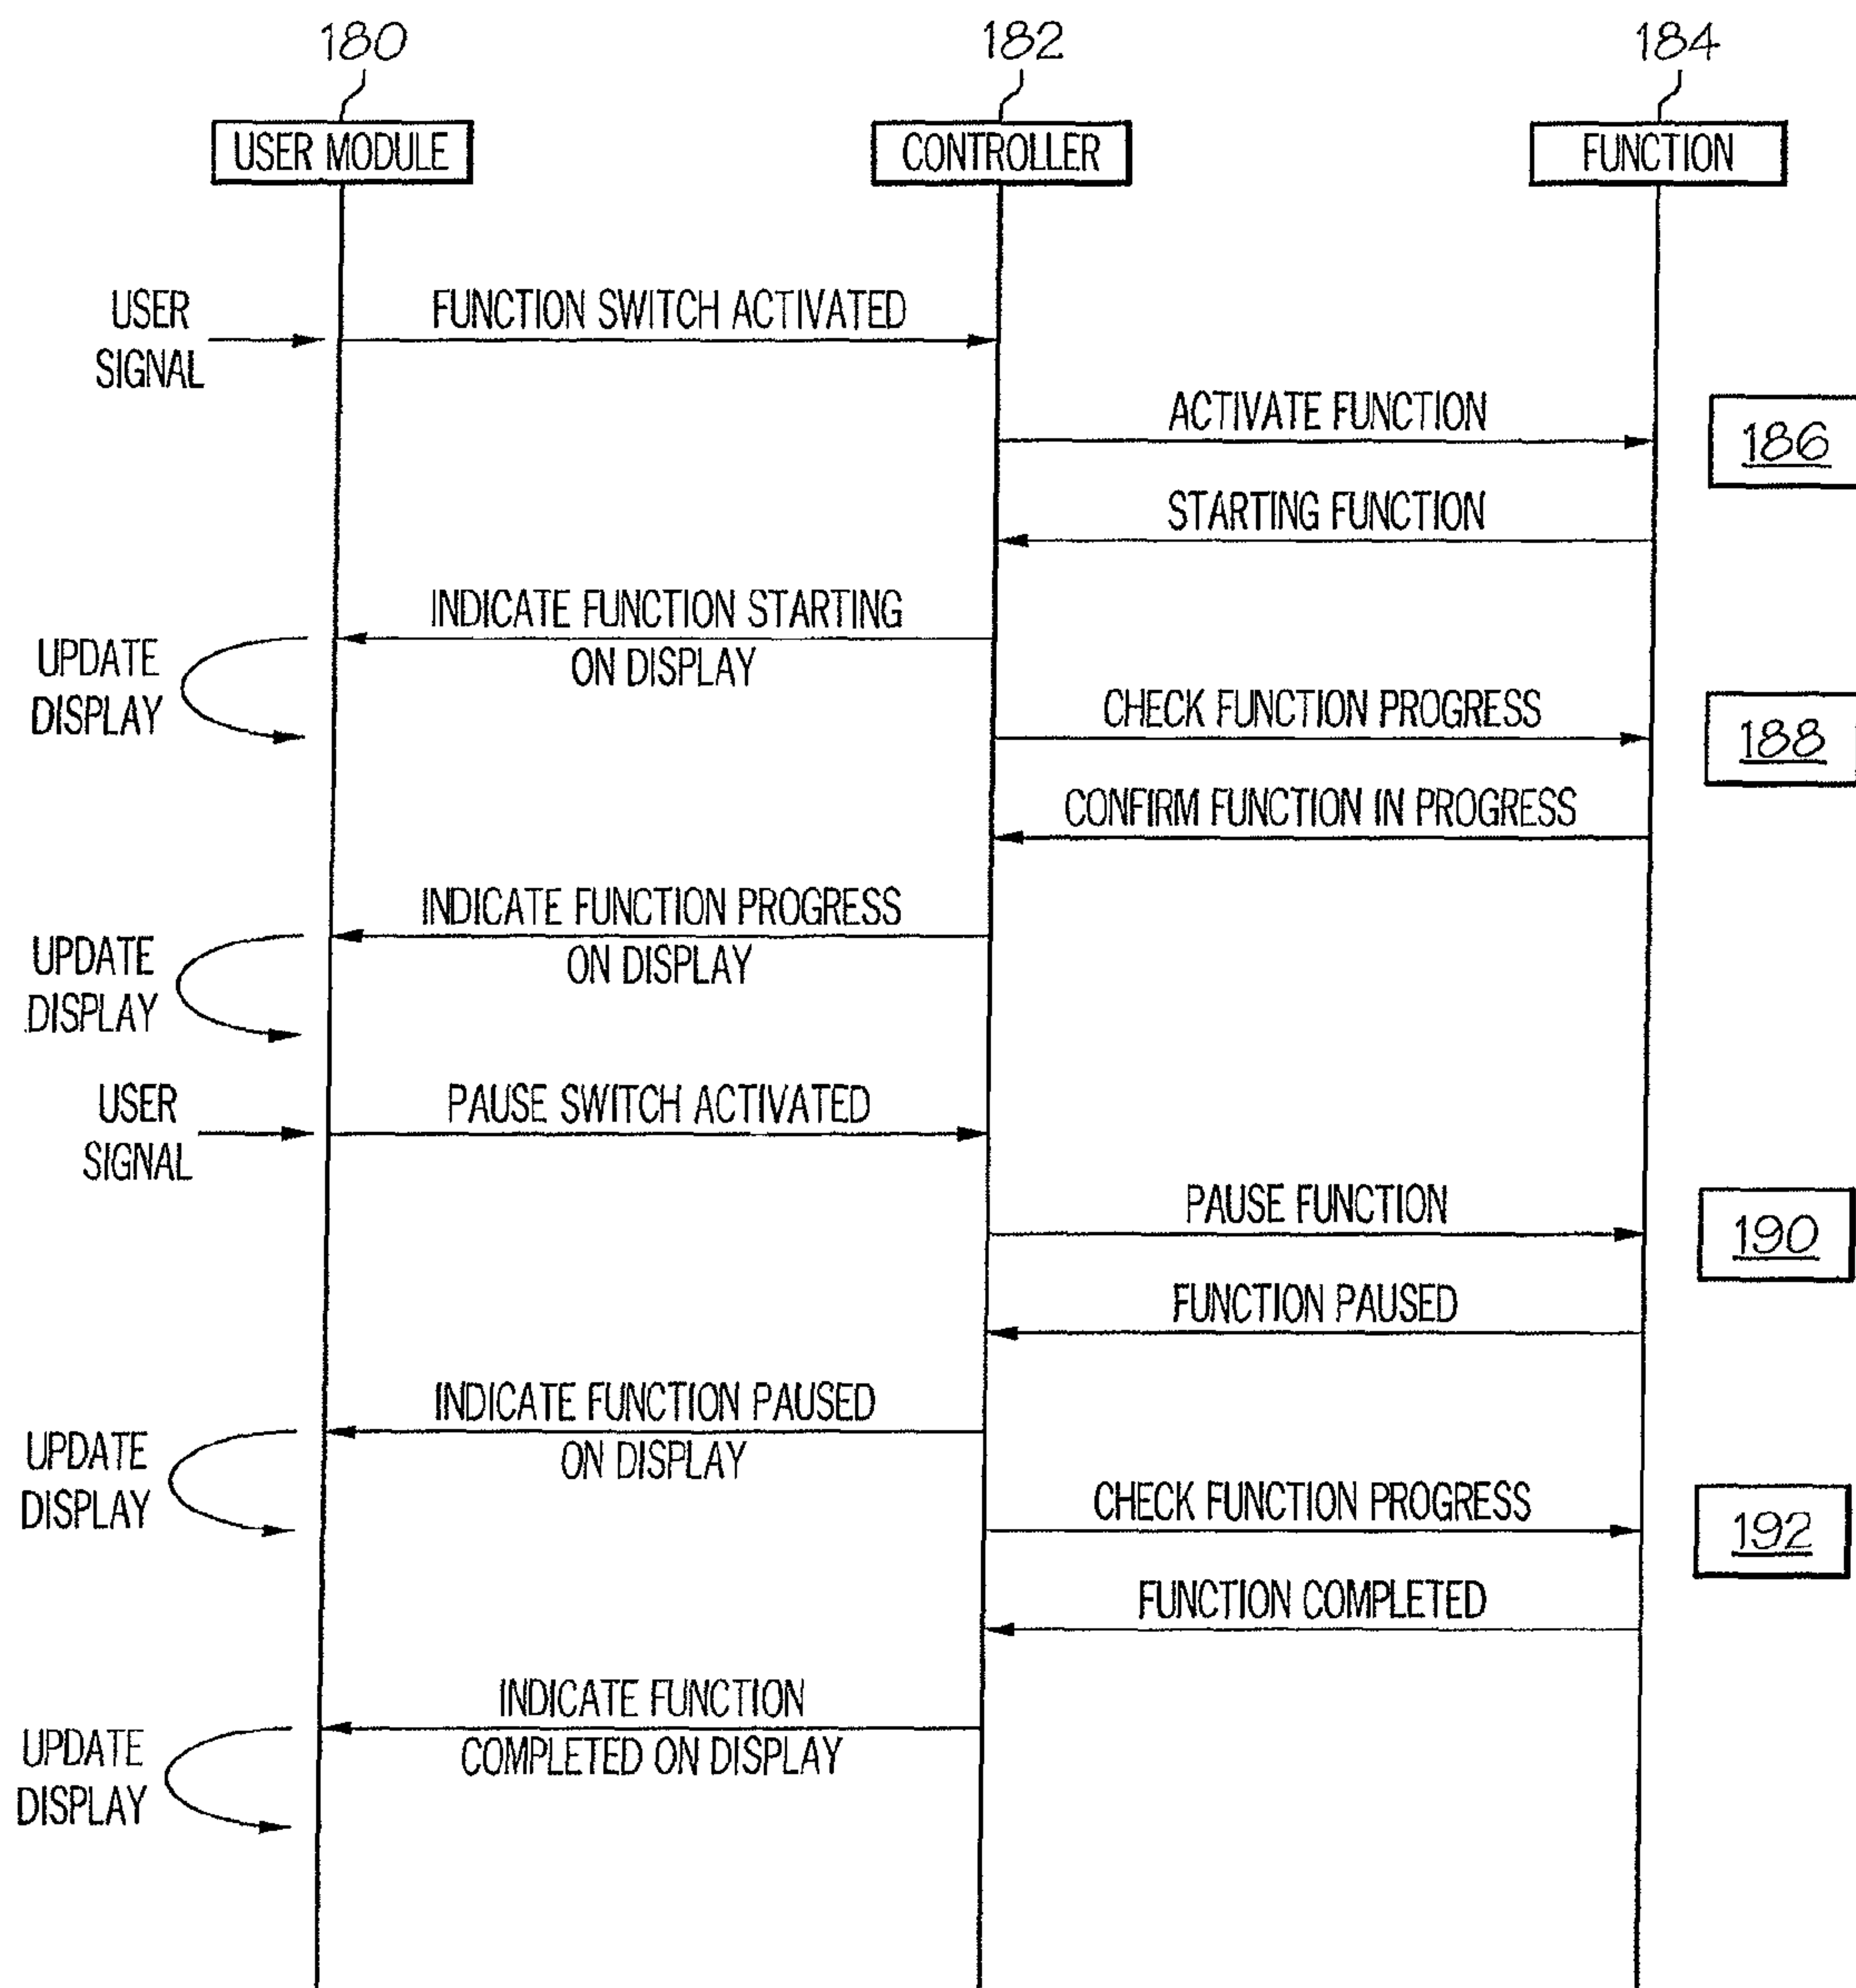 180
182
184
USER MODULE
CONTROLLER
FUNCTION
USER
SIGNAL
FUNCTION SWITCH ACTIVATED
ACTIVATE FUNCTION
186
STARTING FUNCTION
INDICATE FUNCTION STARTING
ON DISPLAY
UPDATE
DISPLAY
CHECK FUNCTION PROGRESS
188
CONFIRM FUNCTION IN PROGRESS
INDICATE FUNCTION PROGRESS
ON DISPLAY
UPDATE
DISPLAY
USER
SIGNAL
PAUSE SWITCH ACTIVATED
PAUSE FUNCTION
190
FUNCTION PAUSED
INDICATE FUNCTION PAUSED
ON DISPLAY
UPDATE
DISPLAY
CHECK FUNCTION PROGRESS
192
FUNCTION COMPLETED
INDICATE FUNCTION
COMPLETED ON DISPLAY
UPDATE
DISPLAY